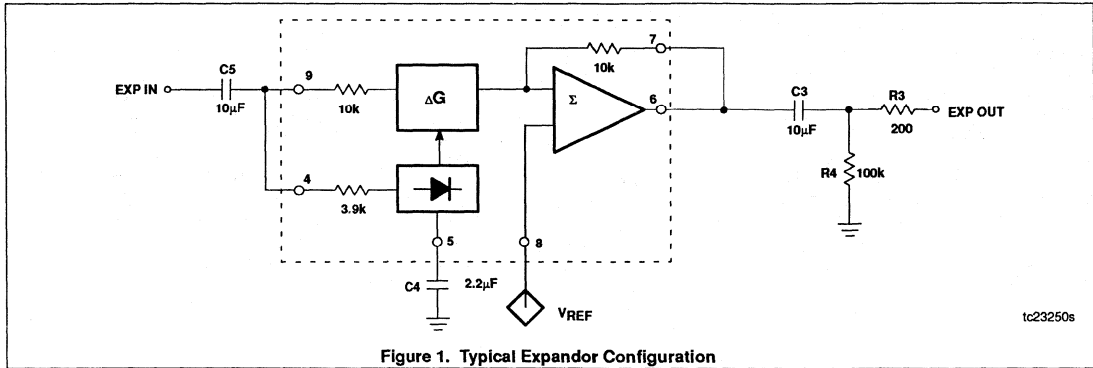 C5
EXP IN
10µF
9
10k
ΔG
7
10k
Σ
6
C3
10µF
R3
200
EXP OUT
R4
100k
4
3.9k
5
8
C4
2.2µF
VREF
tc23250s
Figure 1. Typical Expandor Configuration